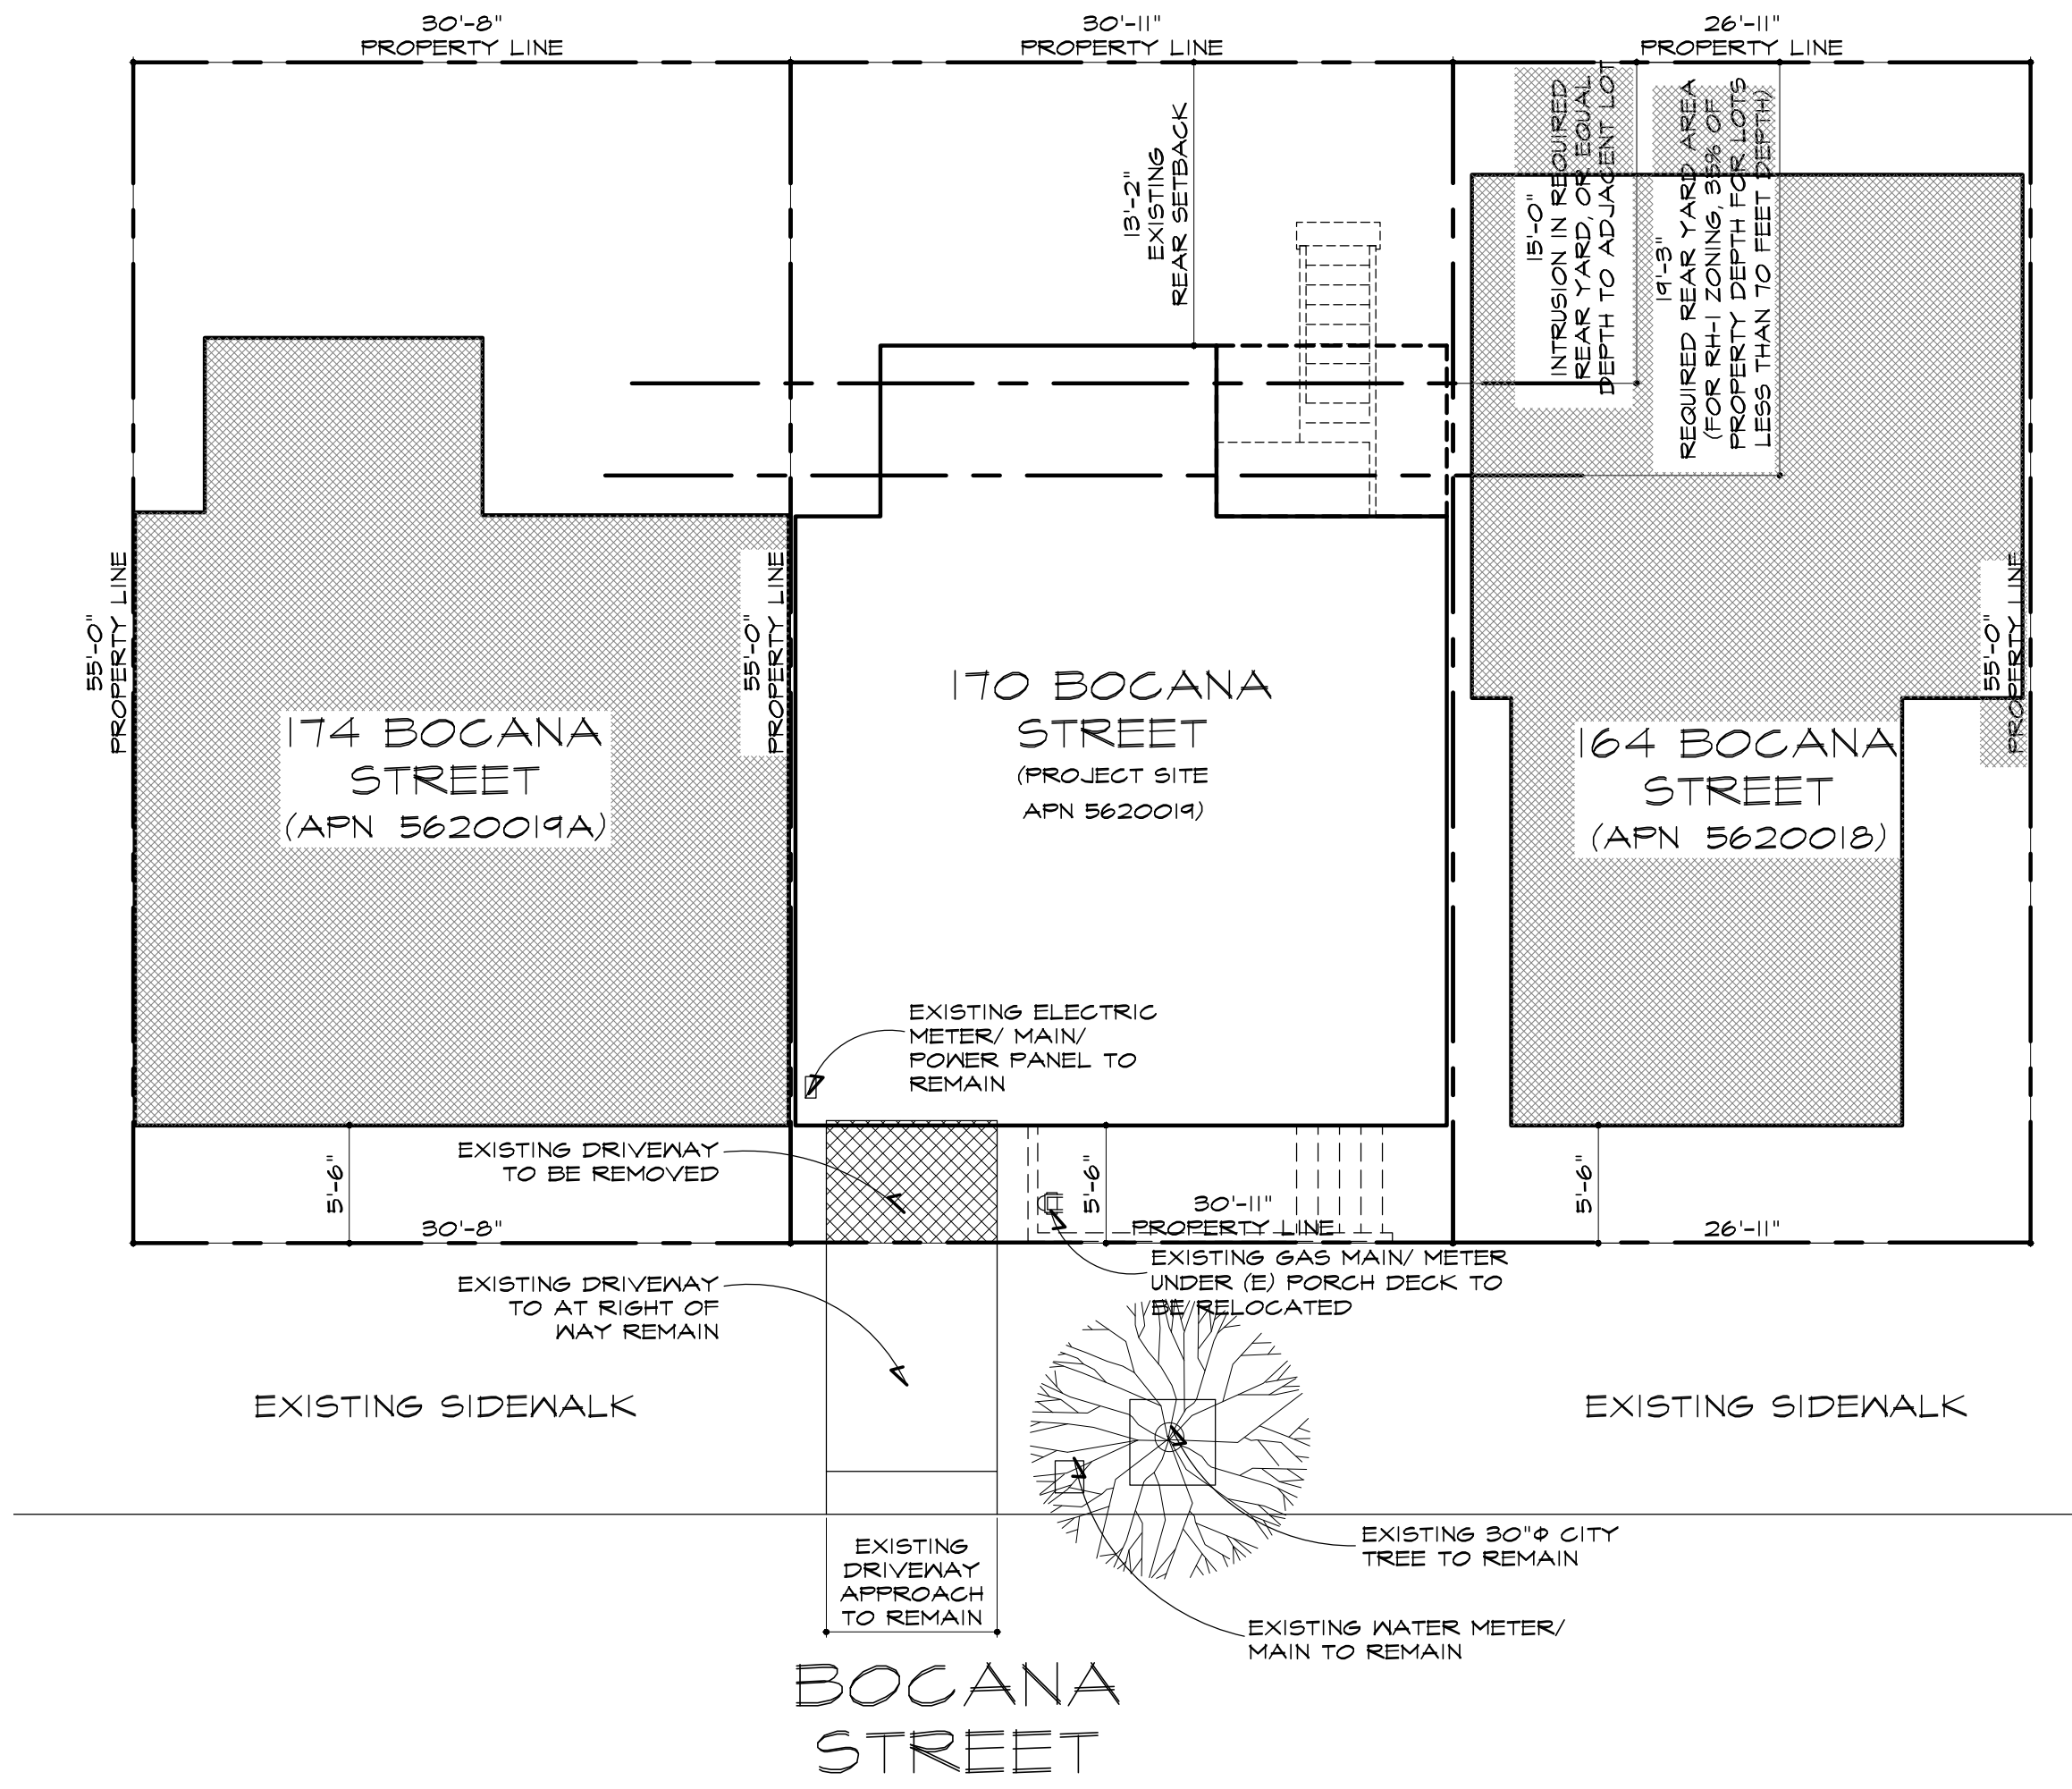 30'-8"
PROPERTY LINE
30'-11"
PROPERTY LINE
26'-11"
PROPERTY LINE
13'-2"
EXISTING
REAR SETBACK
15'-0"
INTRUSION IN REQUIRED
REAR YARD, OR EQUAL
DEPTH TO ADJACENT LOT
19'-3"
REQUIRED REAR YARD AREA
(FOR RH-1 ZONING, 35% OF
PROPERTY DEPTH FOR LOTS
LESS THAN 70 FEET DEPTH)
55'-0"
PROPERTY LINE
55'-0"
PROPERTY LINE
55'-0"
PROPERTY LINE
174 BOCANA
STREET
(APN 5620019A)
170 BOCANA
STREET
(PROJECT SITE
APN 5620019)
164 BOCANA
STREET
(APN 5620018)
EXISTING ELECTRIC
METER/ MAIN/
POWER PANEL TO
REMAIN
EXISTING DRIVEWAY
TO BE REMOVED
5'-6"
5'-6"
5'-6"
30'-8"
30'-11"
PROPERTY LINE
26'-11"
EXISTING GAS MAIN/ METER
UNDER (E) PORCH DECK TO
BE RELOCATED
EXISTING DRIVEWAY
TO AT RIGHT OF
WAY REMAIN
EXISTING SIDEWALK
EXISTING SIDEWALK
EXISTING
DRIVEWAY
APPROACH
TO REMAIN
EXISTING 30"Φ CITY
TREE TO REMAIN
EXISTING WATER METER/
MAIN TO REMAIN
BOCANA
STREET